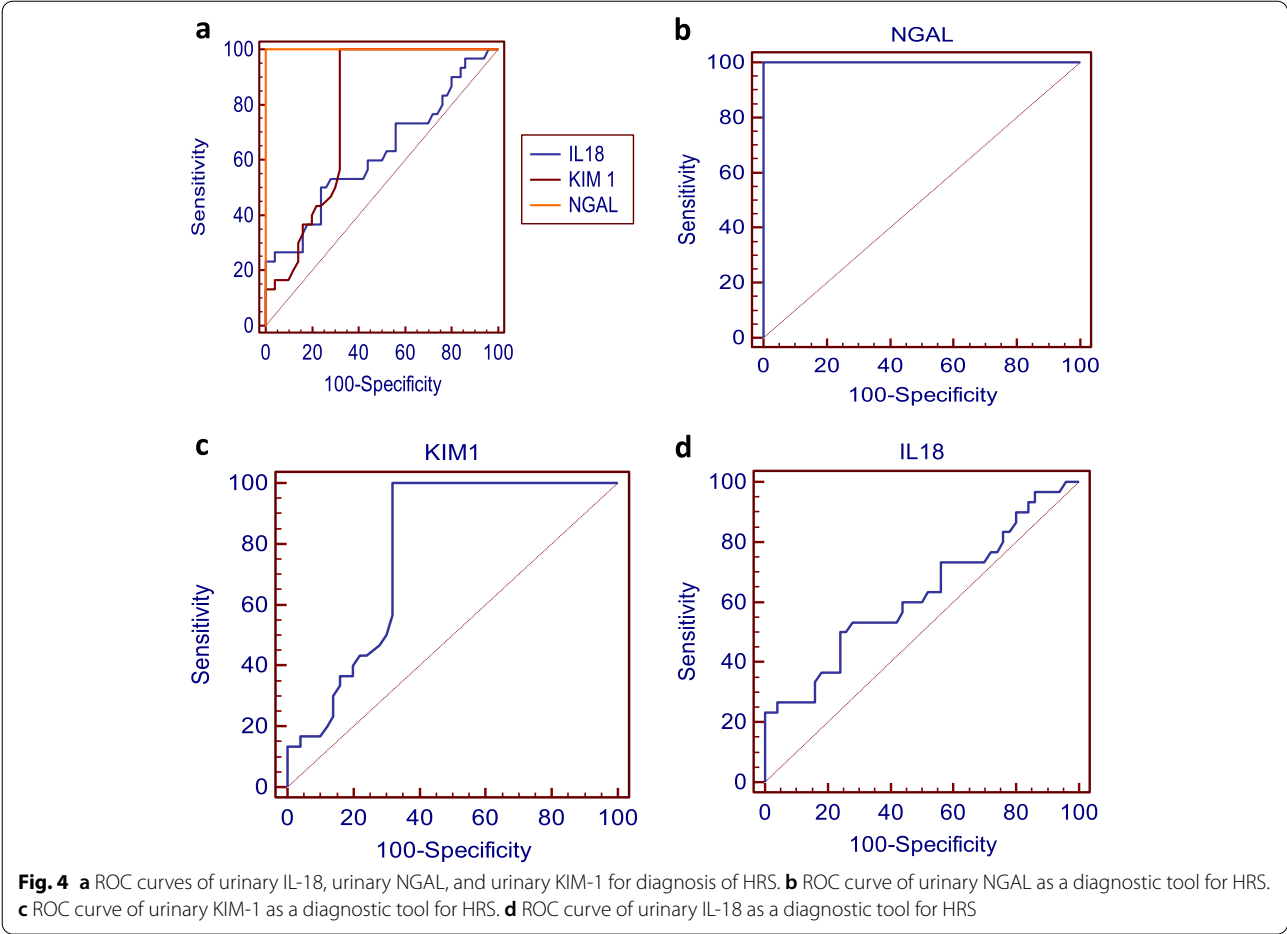 a
100
80
60
40
20
0
Sensitivity
0 20 40 60 80 100
100-Specificity
IL18
KIM 1
NGAL
b
NGAL
100
80
60
40
20
0
Sensitivity
0 20 40 60 80 100
100-Specificity
c
KIM1
100
80
60
40
20
0
Sensitivity
0 20 40 60 80 100
100-Specificity
d
IL18
100
80
60
40
20
0
Sensitivity
0 20 40 60 80 100
100-Specificity
Fig. 4 a ROC curves of urinary IL-18, urinary NGAL, and urinary KIM-1 for diagnosis of HRS. b ROC curve of urinary NGAL as a diagnostic tool for HRS.
c ROC curve of urinary KIM-1 as a diagnostic tool for HRS. d ROC curve of urinary IL-18 as a diagnostic tool for HRS